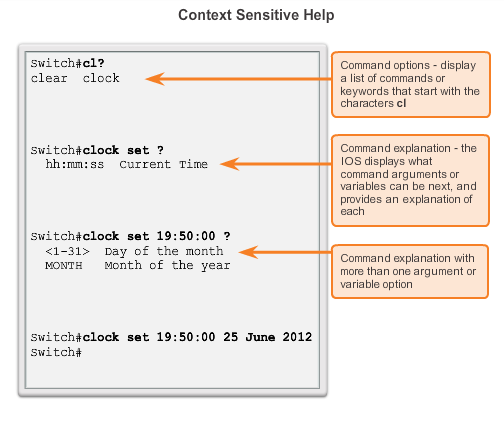 Context Sensitive Help
Switch#cl?
clear  clock
Command options - display
a list of commands or
keywords that start with the
characters cl
Switch#clock set ?
hh:mm:ss  Current Time
Command explanation - the
IOS displays what
command arguments or
variables can be next, and
provides an explanation of
each
Switch#clock set 19:50:00 ?
<1-31>  Day of the month
MONTH   Month of the year
Command explanation with
more than one argument or
variable option
Switch#clock set 19:50:00 25 June 2012
Switch#